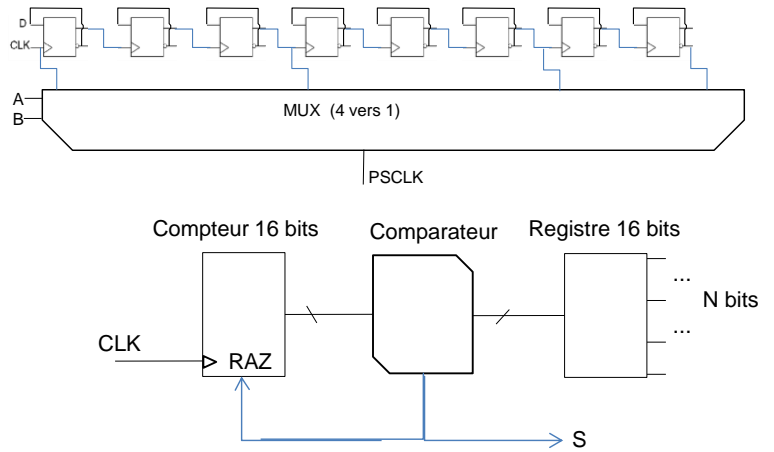 D
CLK
A
B
MUX (4 vers 1)
PSCLK
Compteur 16 bits
Comparateur
Registre 16 bits
...
N bits
...
CLK
RAZ
S